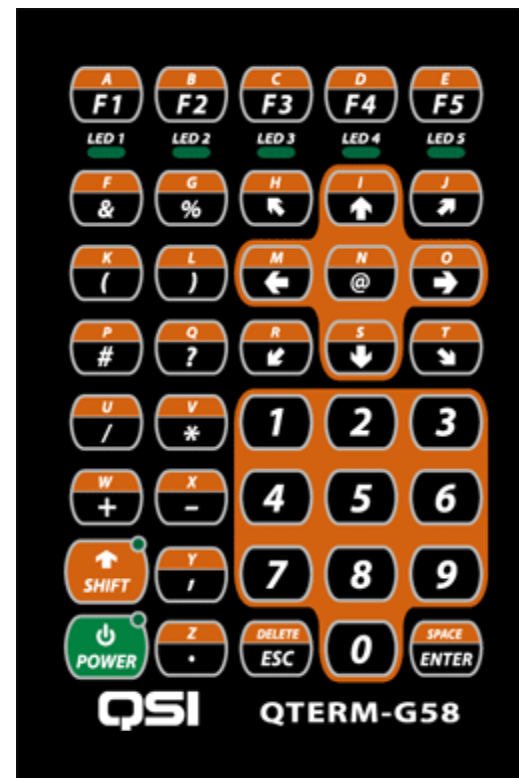 A B C D E
F1 F2 F3 F4 F5
LED 1 LED 2 LED 3 LED 4 LED 5
F G H I J
& %
K L M N O
( ) @
P Q R S T
# ?
U V
/ * 1 2 3
W X
+ - 4 5 6
Y
SHIFT , 7 8 9
Z DELETE SPACE
POWER . ESC 0 ENTER
QSI QTERM-G58